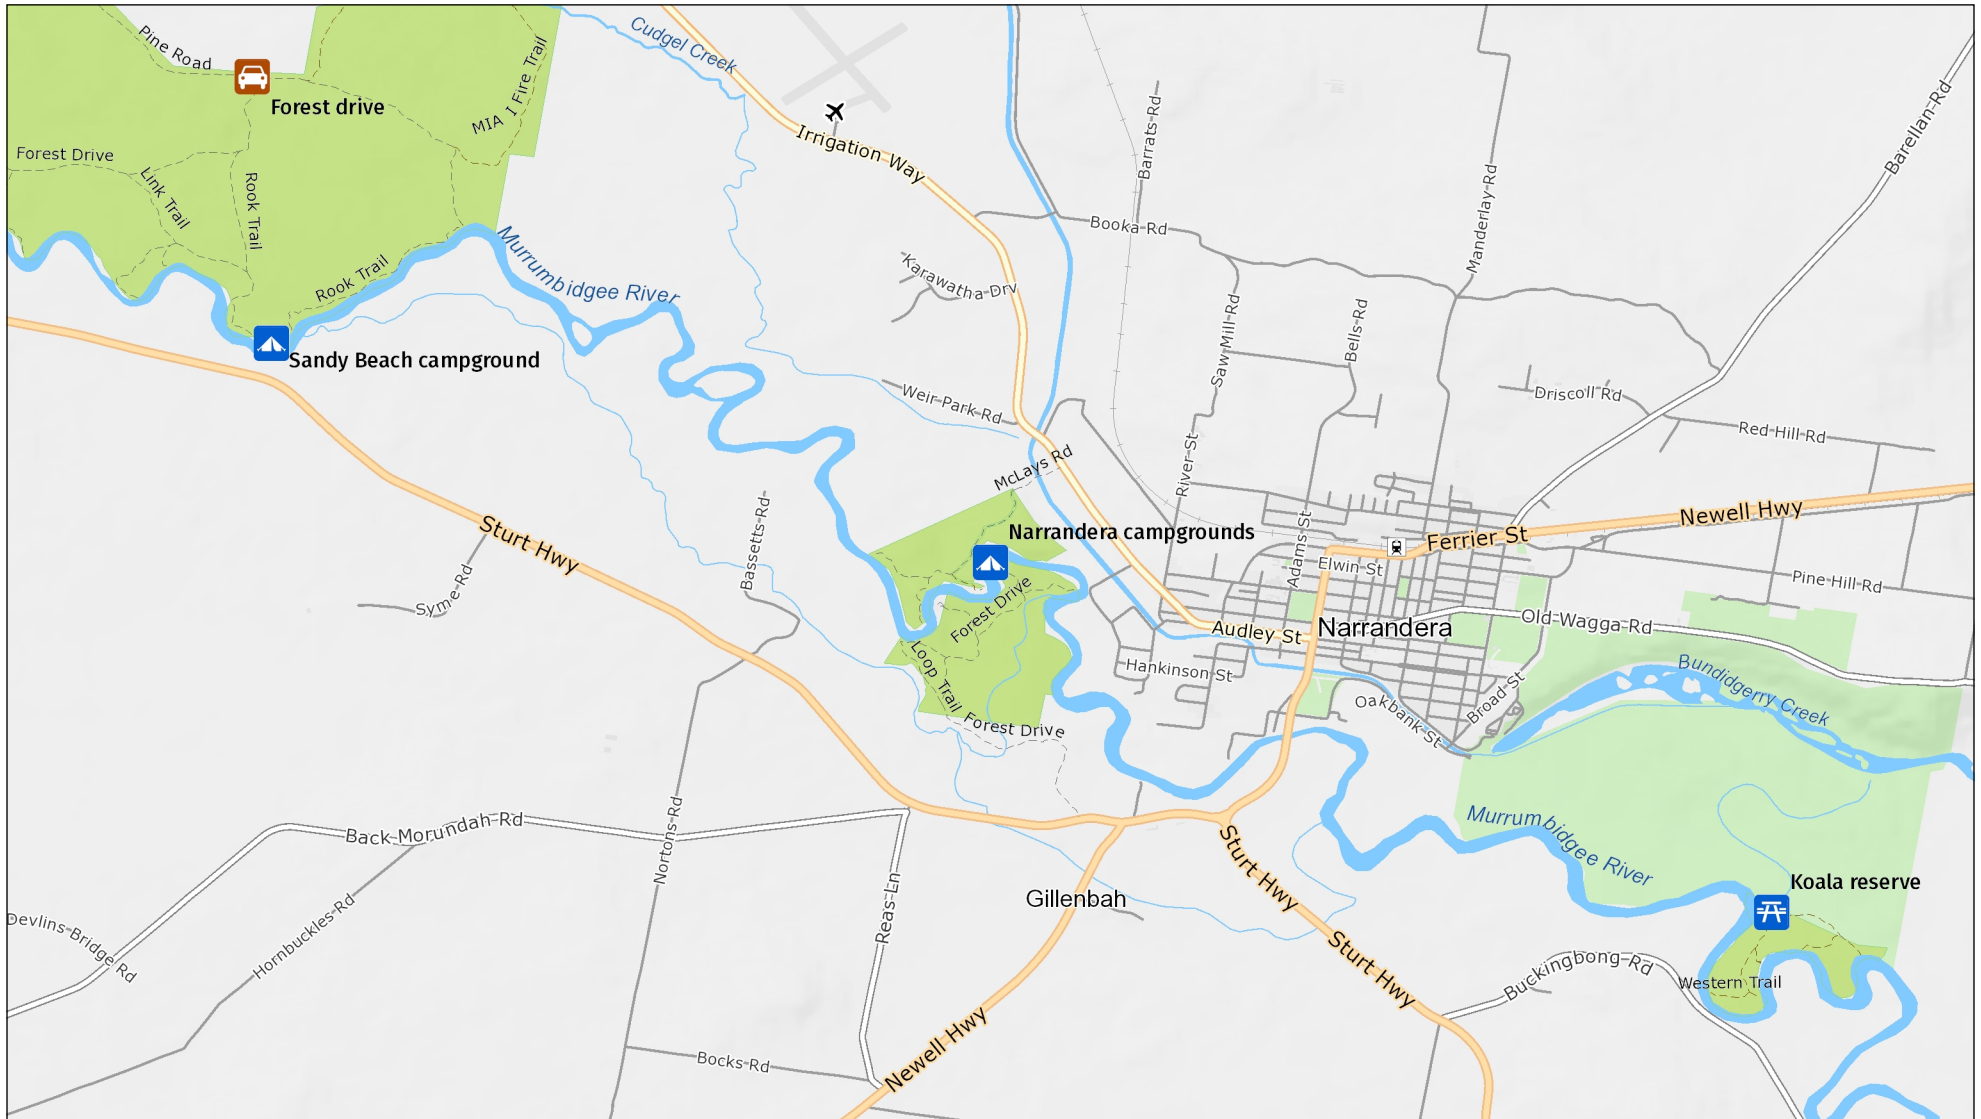 Pine Road
Cudgel Creek
MIA I Fire Trail
Forest drive
Irrigation Way
Barrats Rd
Barellan Rd
Manderlay Rd
Forest Drive
Link Trail
Rook Trail
Booka Rd
Murrumbidgee River
Karawatha Drv
Rook Trail
Saw Mill Rd
Bells Rd
Sandy Beach campground
Weir Park Rd
Driscoll Rd
Red Hill Rd
McLays Rd
River St
Newell Hwy
Sturt Hwy
Bassetts Rd
Narrandera campgrounds
Adams St
Ferrier St
Elwin St
Pine Hill Rd
Syme Rd
Forest Drive
Audley St
Narrandera
Old Wagga Rd
Loop Trail
Hankinson St
Bundidgerry Creek
Broad St
Oakbank St
Forest Drive
Back Morundah Rd
Nortons Rd
Murrumbidgee River
Sturt Hwy
Koala reserve
Gillenbah
Reas Ln
Devlins Bridge Rd
Hornbuckles Rd
Sturt Hwy
Buckingbong Rd
Western Trail
Newell Hwy
Bocks Rd